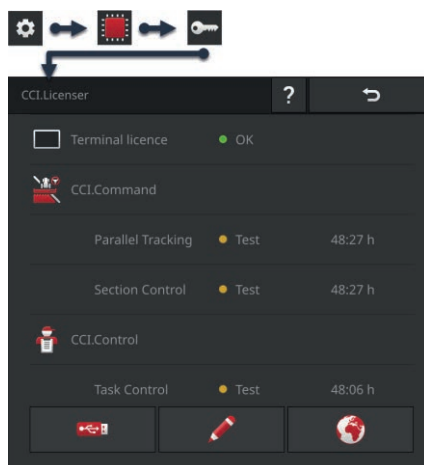 CCI.Licenser ?
Terminal licence OK
CCI.Command
Parallel Tracking Test 48:27 h
Section Control Test 48:27 h
CCI.Control
Task Control Test 48:06 h